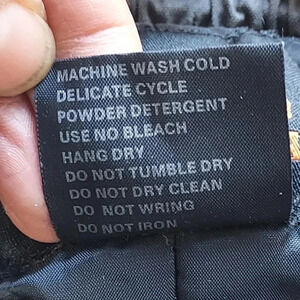 MACHINE WASH COLD
DELICATE CYCLE
POWDER DETERGENT
USE NO BLEACH
HANG DRY
DO NOT TUMBLE DRY
DO NOT DRY CLEAN
DO NOT WRING
DO NOT IRON